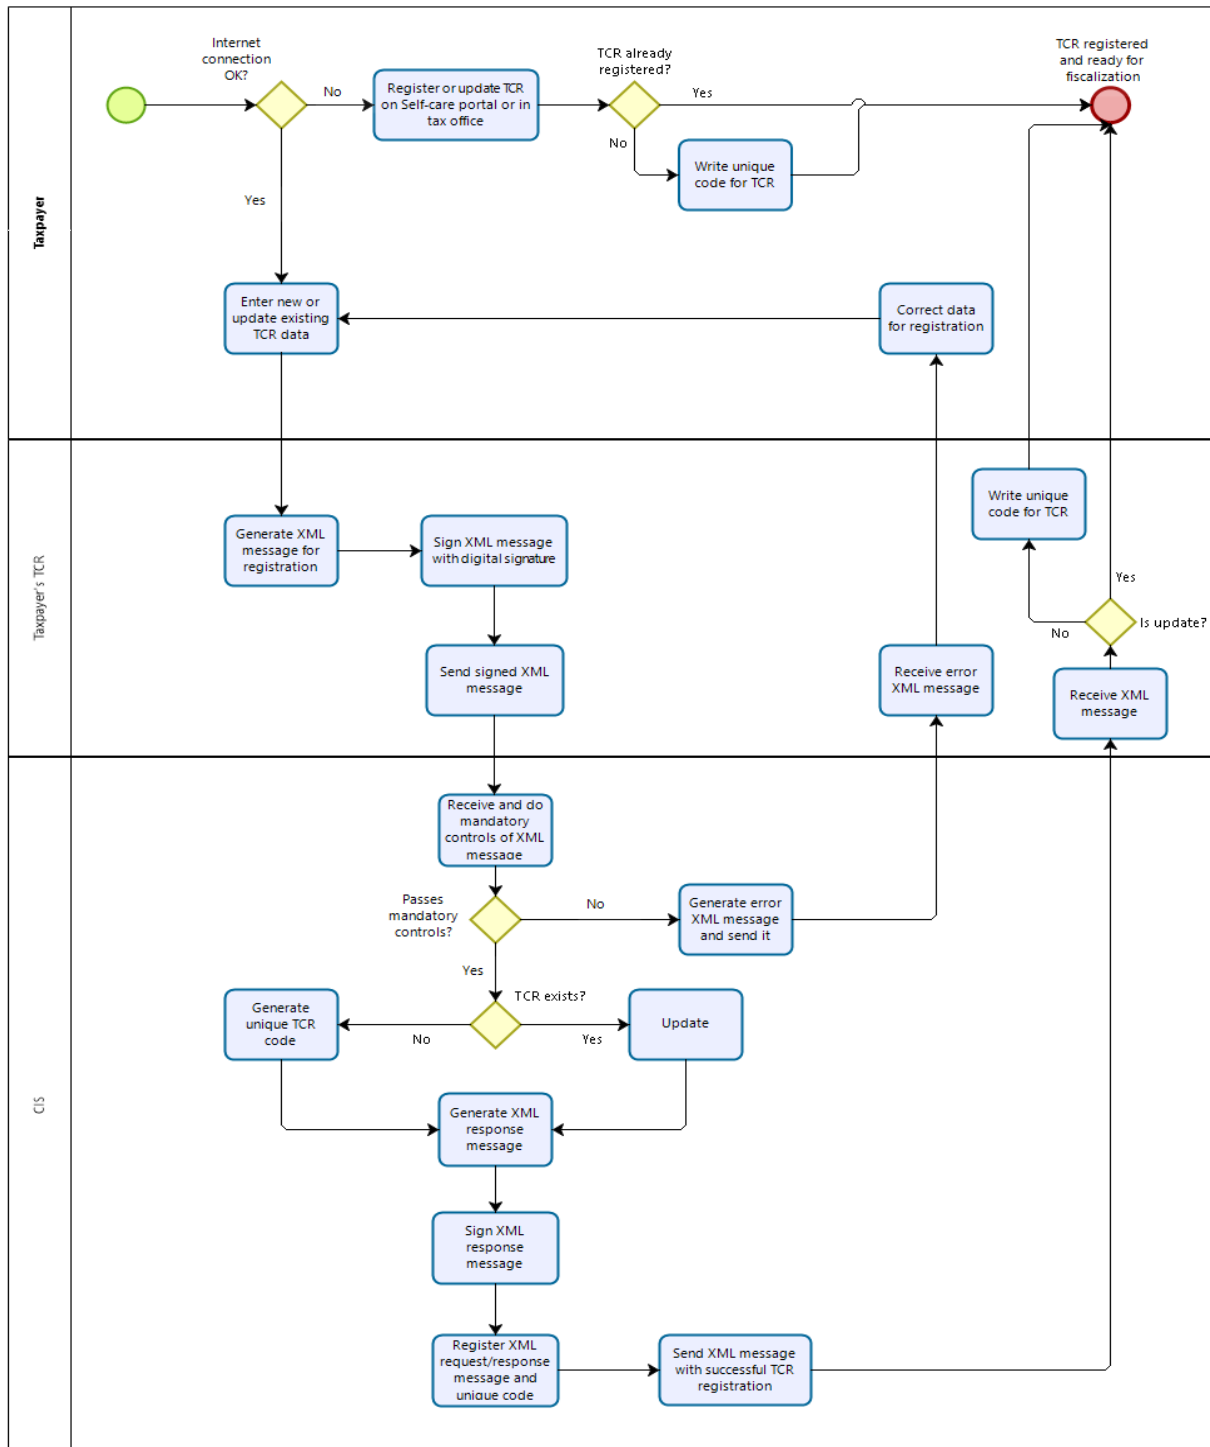 Internet
connection
OK?
No
Register or update TCR
on Self-care portal or in
tax office
TCR already
registered?
Yes
TCR registered
and ready for
fiscalization
No
Write unique
code for TCR
Yes
Taxpayer
Enter new or
update existing
TCR data
Correct data
for registration
Taxpayer's TCR
Generate XML
message for
registration
Sign XML message
with digital signature
Write unique
code for TCR
Yes
No
Is update?
Send signed XML
message
Receive error
XML message
Receive XML
message
CIS
Receive and do
mandatory
controls of XML
message
Passes
mandatory
controls?
No
Generate error
XML message
and send it
Yes
TCR exists?
Generate
unique TCR
code
No
Yes
Update
Generate XML
response
message
Sign XML
response
message
Register XML
request/response
message and
unique code
Send XML message
with successful TCR
registration